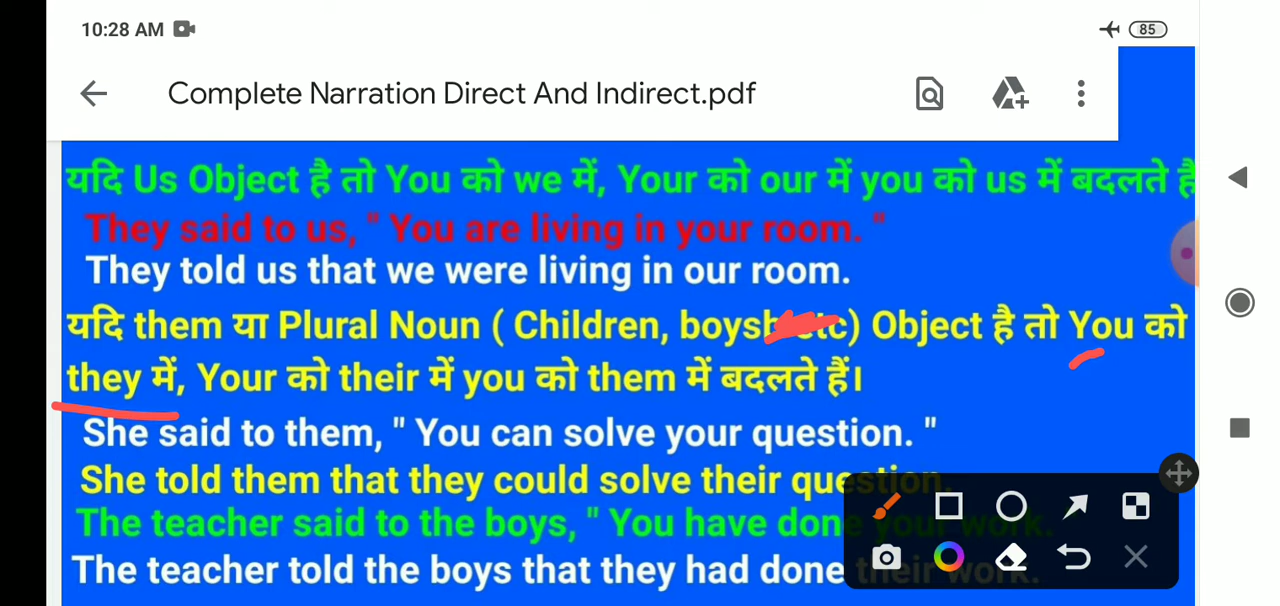 10:28 AM
85
Complete Narration Direct And Indirect.pdf
यदि Us Object है तो You को we में, Your को our में you को us में बदलते हैं
They said to us, " You are living in your room. "
They told us that we were living in our room.
यदि them या Plural Noun ( Children, boys etc) Object है तो You को
they में, Your को their में you को them में बदलते हैं।
She said to them, " You can solve your question. "
She told them that they could solve their question.
The teacher said to the boys, " You have done your work.
The teacher told the boys that they had done their work.